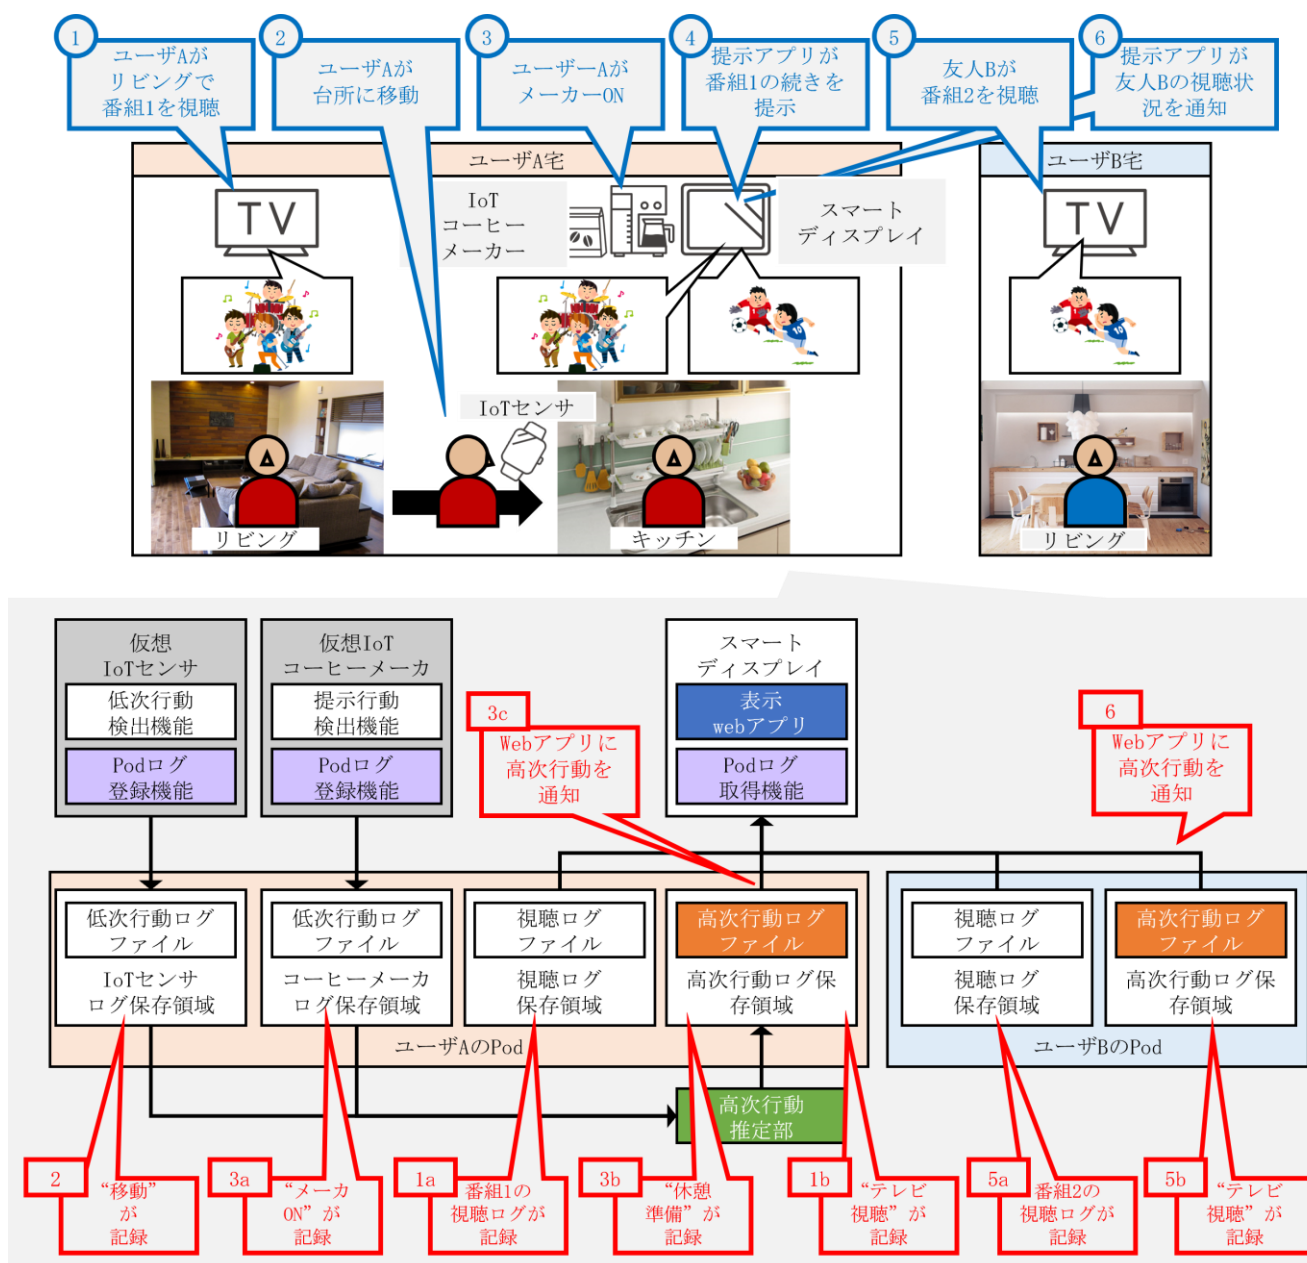 1
ユーザAが
リビングで
番組1を視聴
2
ユーザAが
台所に移動
3
ユーザーAが
メーカーON
4
提示アプリが
番組1の続きを
提示
5
友人Bが
番組2を視聴
6
提示アプリが
友人Bの視聴状
況を通知
ユーザA宅
ユーザB宅
TV
IoT
コーヒー
メーカー
スマート
ディスプレイ
TV
10
10
IoTセンサ
リビング
キッチン
リビング
仮想
IoTセンサ
低次行動
検出機能
Podログ
登録機能
仮想IoT
コーヒーメーカ
提示行動
検出機能
Podログ
登録機能
スマート
ディスプレイ
表示
webアプリ
Podログ
取得機能
3c
Webアプリに
高次行動を
通知
6
Webアプリに
高次行動を
通知
低次行動ログ
ファイル
IoTセンサ
ログ保存領域
低次行動ログ
ファイル
コーヒーメーカ
ログ保存領域
視聴ログ
ファイル
視聴ログ
保存領域
高次行動ログ
ファイル
高次行動ログ保
存領域
ユーザAのPod
視聴ログ
ファイル
視聴ログ
保存領域
高次行動ログ
ファイル
高次行動ログ保
存領域
ユーザBのPod
高次行動
推定部
2
“移動”
が
記録
3a
“メーカ
ON”が
記録
1a
番組1の
視聴ログが
記録
3b
“休憩
準備”が
記録
1b
“テレビ
視聴”が
記録
5a
番組2の
視聴ログが
記録
5b
“テレビ
視聴”が
記録